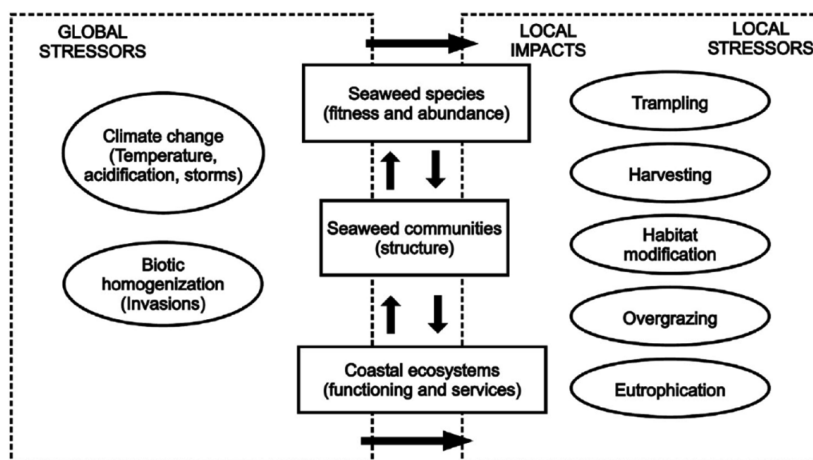 GLOBAL
STRESSORS
Climate change
(Temperature,
acidification, storms)
Biotic
homogenization
(Invasions)
Seaweed species
(fitness and abundance)
Seaweed communities
(structure)
Coastal ecosystems
(functioning and services)
LOCAL
IMPACTS
LOCAL
STRESSORS
Trampling
Harvesting
Habitat
modification
Overgrazing
Eutrophication